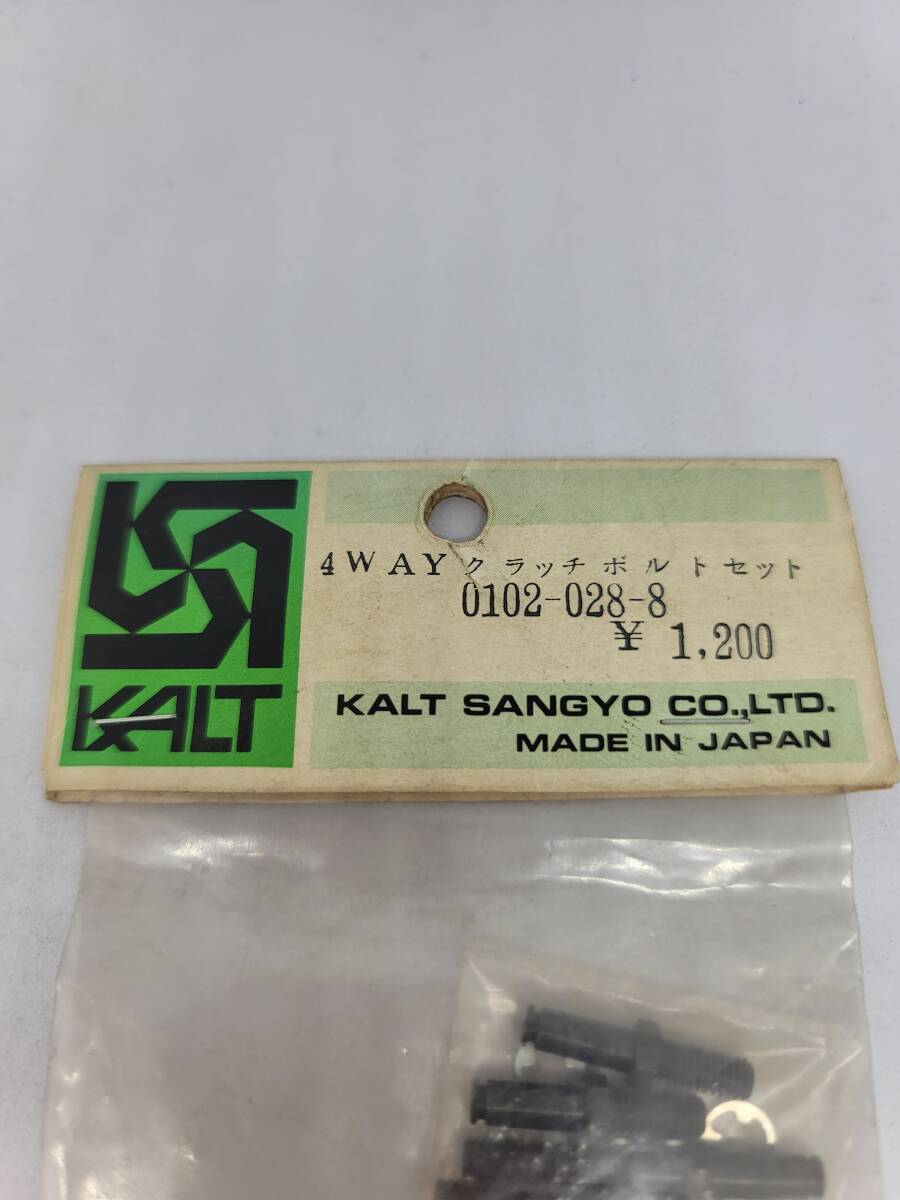 KALT
4WAYクラッチボルトセット
0102-028-8
¥ 1,200
KALT SANGYO CO.,LTD.
MADE IN JAPAN